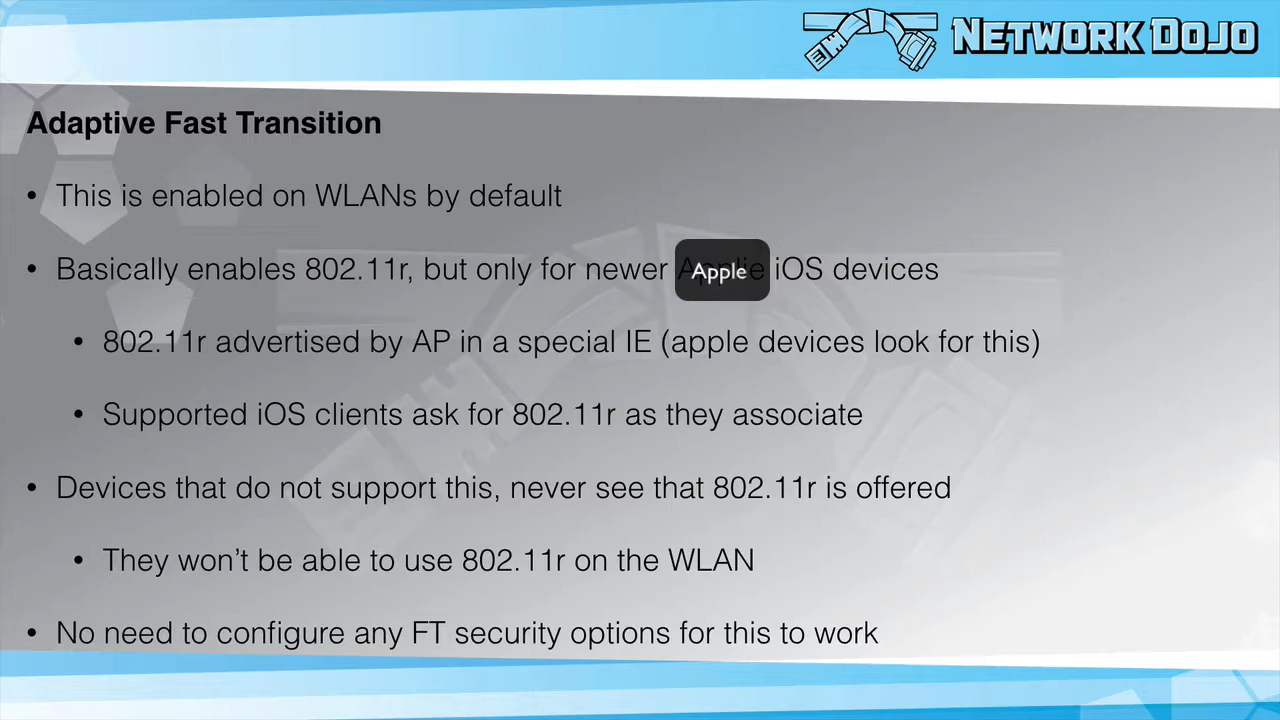 NETWORK DOJO
Adaptive Fast Transition
• This is enabled on WLANs by default
• Basically enables 802.11r, but only for newer Apple iOS devices
• 802.11r advertised by AP in a special IE (apple devices look for this)
• Supported iOS clients ask for 802.11r as they associate
• Devices that do not support this, never see that 802.11r is offered
• They won’t be able to use 802.11r on the WLAN
• No need to configure any FT security options for this to work